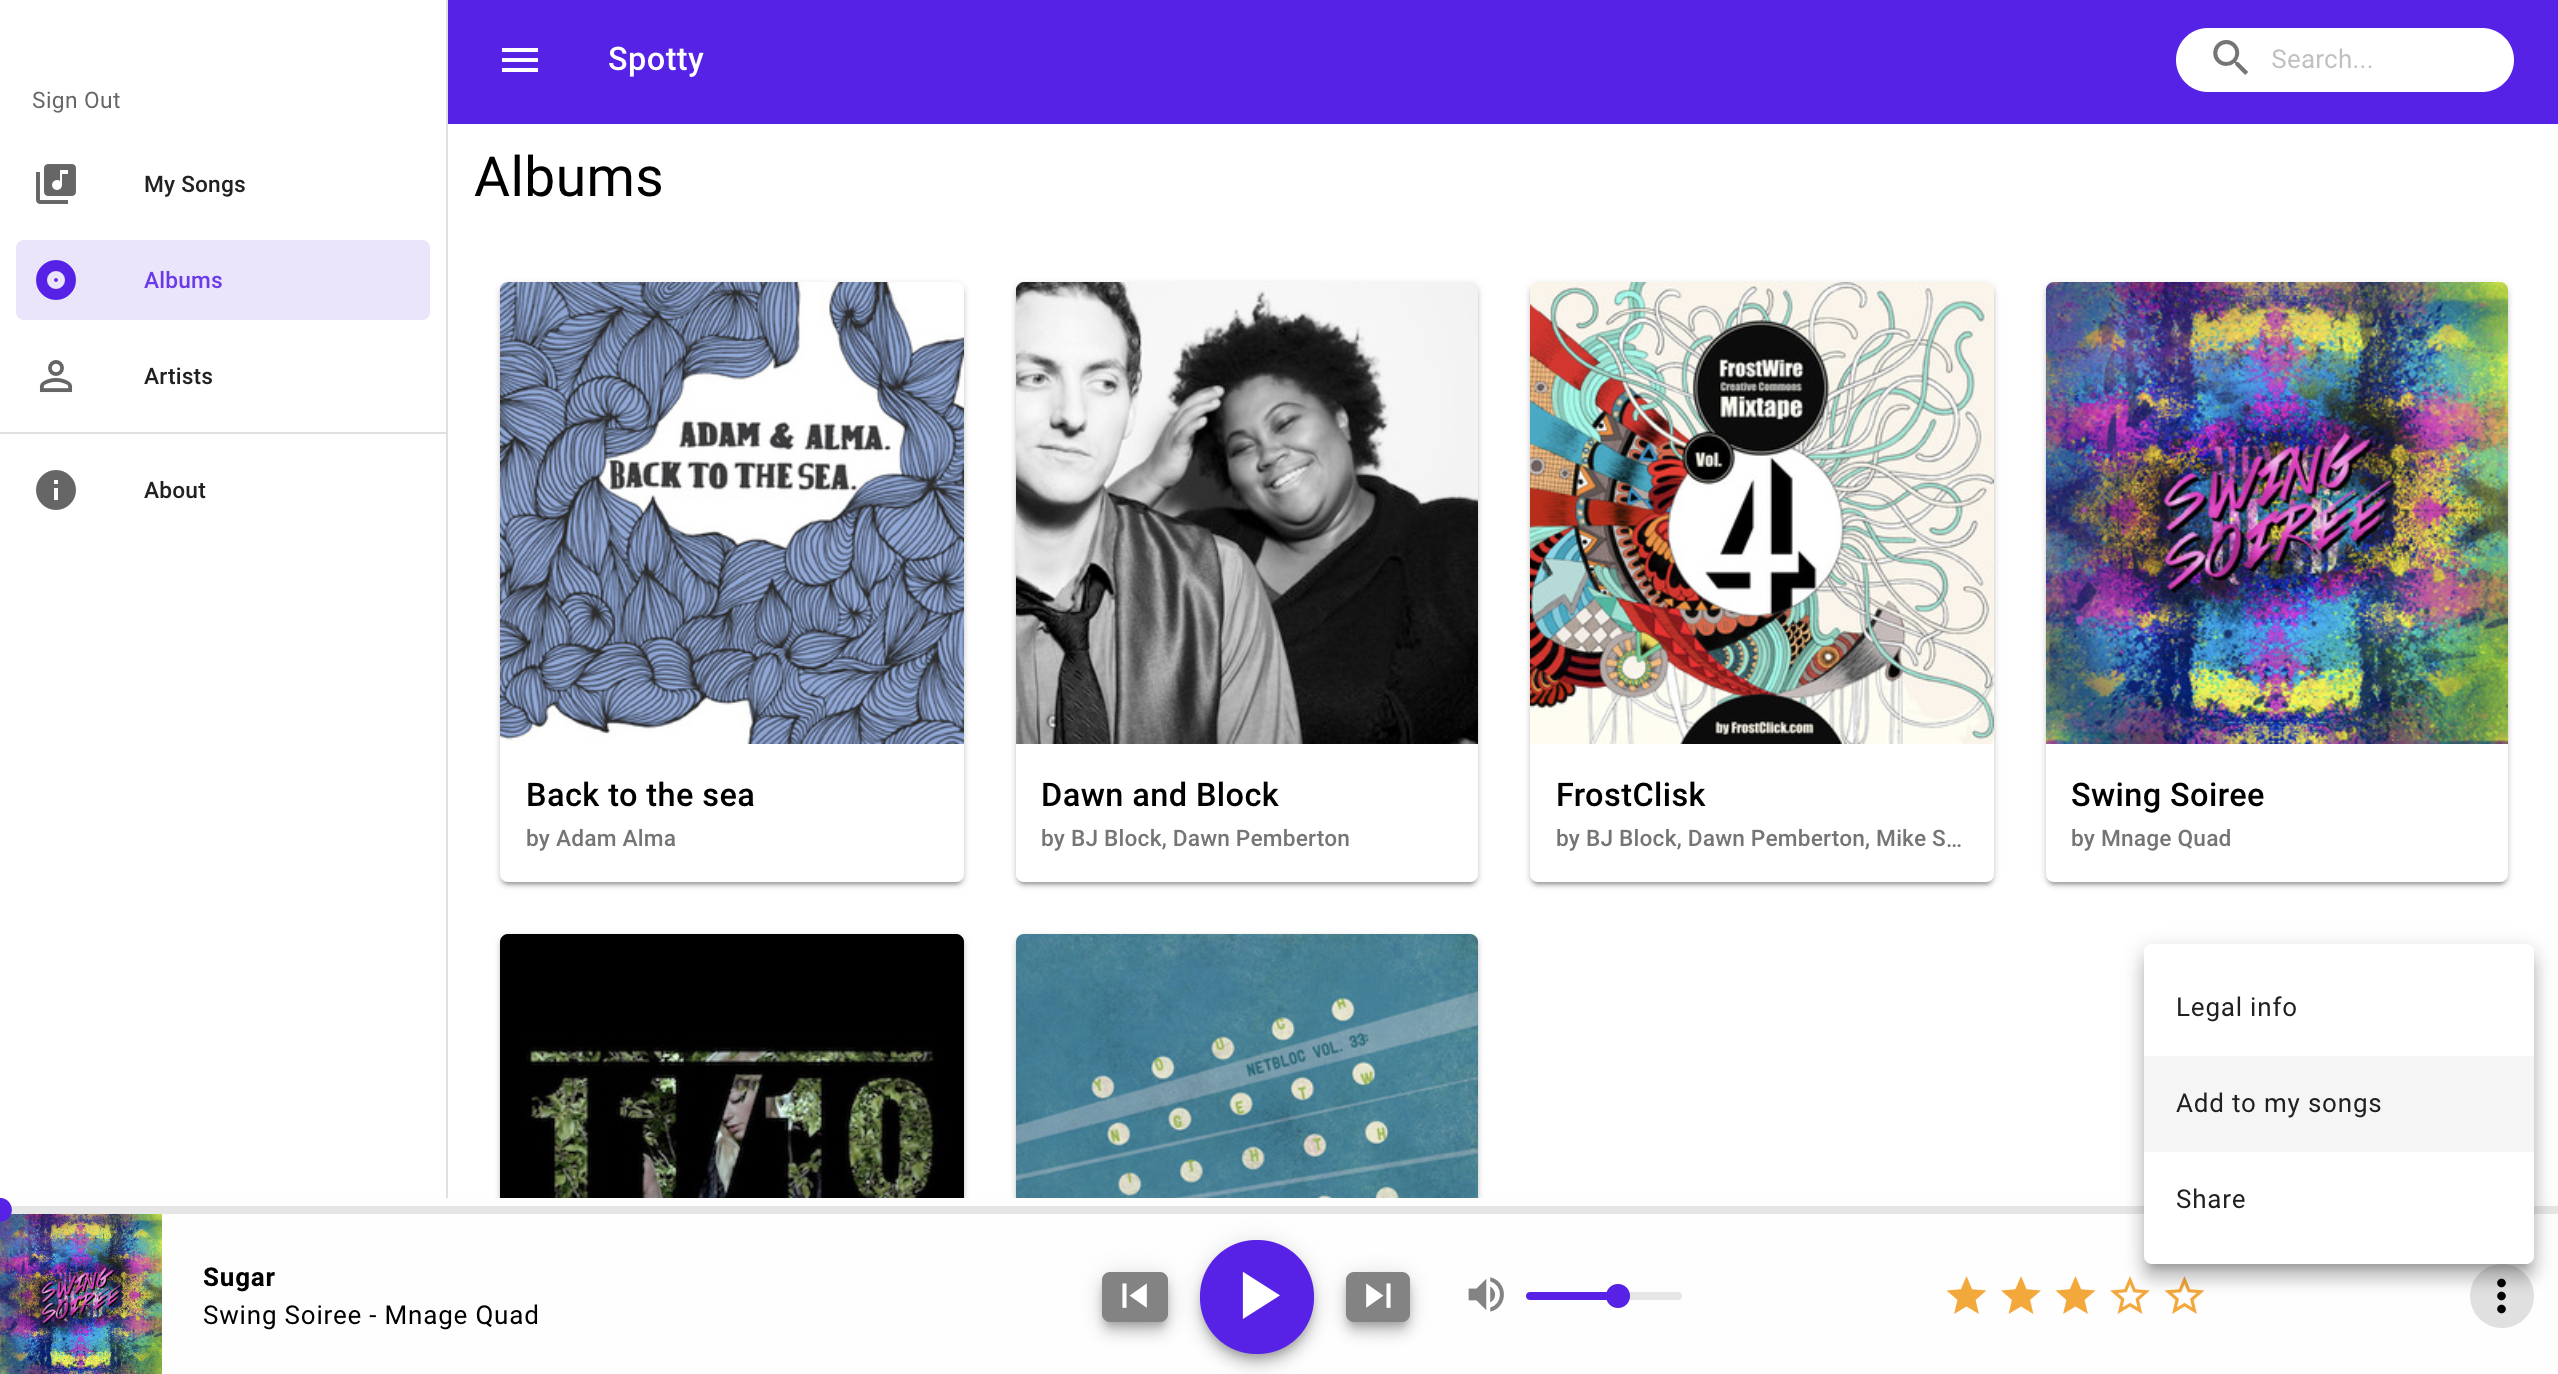 Sign Out
My Songs
Albums
Artists
About
Spotty
Search...
Albums
ADAM & ALMA.
BACK TO THE SEA.
FrostWire
Creative Commons
Mixtape
Vol.
4
by FrostClick.com
SWING
SOIREE
Back to the sea
by Adam Alma
Dawn and Block
by BJ Block, Dawn Pemberton
FrostClisk
by BJ Block, Dawn Pemberton, Mike S...
Swing Soiree
by Mnage Quad
11/10
NETBLOC VOL. 33:
Y O U C A
N G E T W
I T H T H
Legal info
Add to my songs
Share
SWING
SOIREE
Sugar
Swing Soiree - Mnage Quad